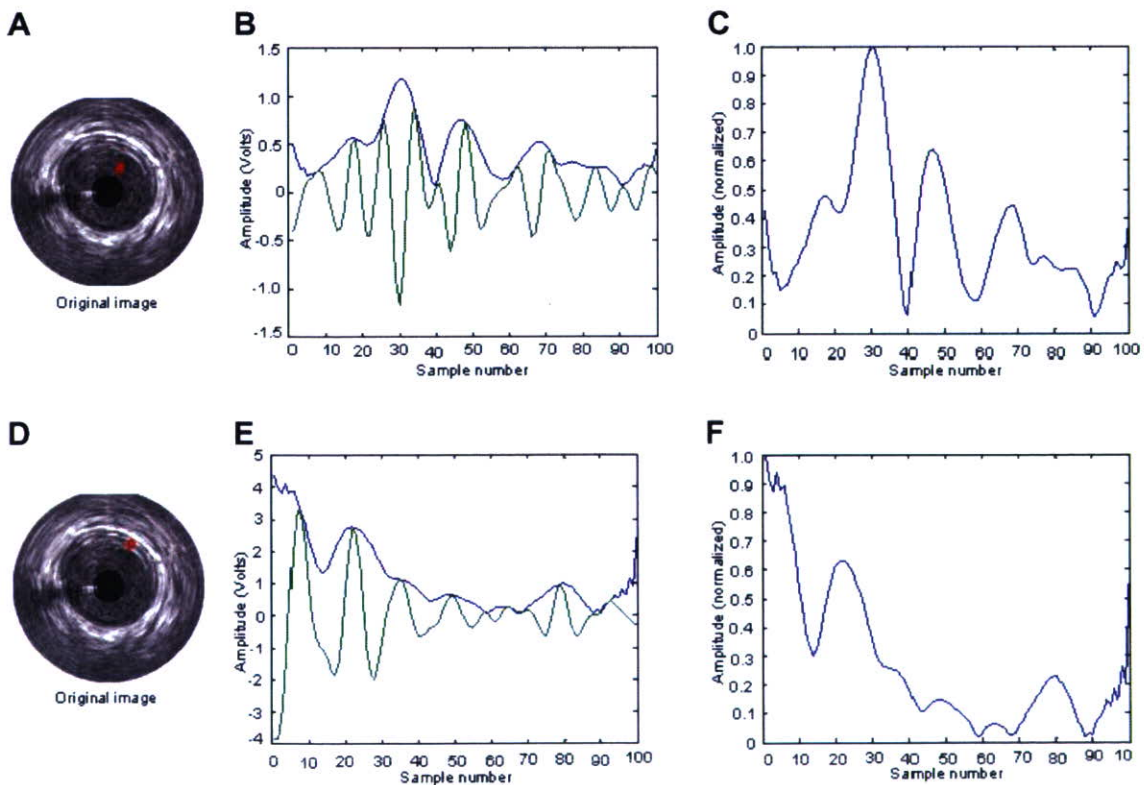 A
Original image
B
1.5
1.0
0.5
0
-0.5
-1.0
-1.5
Amplitude (Volts)
0 10 20 30 40 50 60 70 80 90 100
Sample number
C
1.0
0.9
0.8
0.7
0.6
0.5
0.4
0.3
0.2
0.1
0
Amplitude (normalized)
0 10 20 30 40 50 60 70 80 90 100
Sample number
D
Original image
E
5
4
3
2
1
0
-1
-2
-3
-4
Amplitude (Volts)
0 10 20 30 40 50 60 70 80 90 100
Sample number
F
1.0
0.9
0.8
0.7
0.6
0.5
0.4
0.3
0.2
0.1
0
Amplitude (normalized)
0 10 20 30 40 50 60 70 80 90 10
Sample number